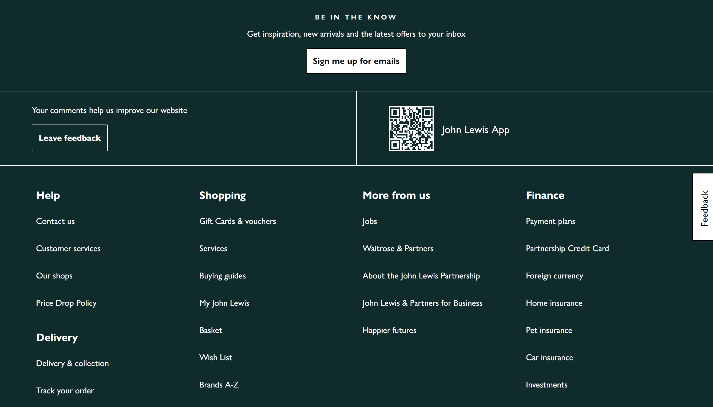 BE IN THE KNOW
Get inspiration, new arrivals and the latest offers to your inbox
Sign me up for emails
Your comments help us improve our website
Leave feedback
John Lewis App
Feedback
Help
Contact us
Customer services
Our shops
Price Drop Policy
Delivery
Delivery & collection
Track your order
Shopping
Gift Cards & vouchers
Services
Buying guides
My John Lewis
Basket
Wish List
Brands A-Z
More from us
Jobs
Waitrose & Partners
About the John Lewis Partnership
John Lewis & Partners for Business
Happier futures
Finance
Payment plans
Partnership Credit Card
Foreign currency
Home insurance
Pet insurance
Car insurance
Investments